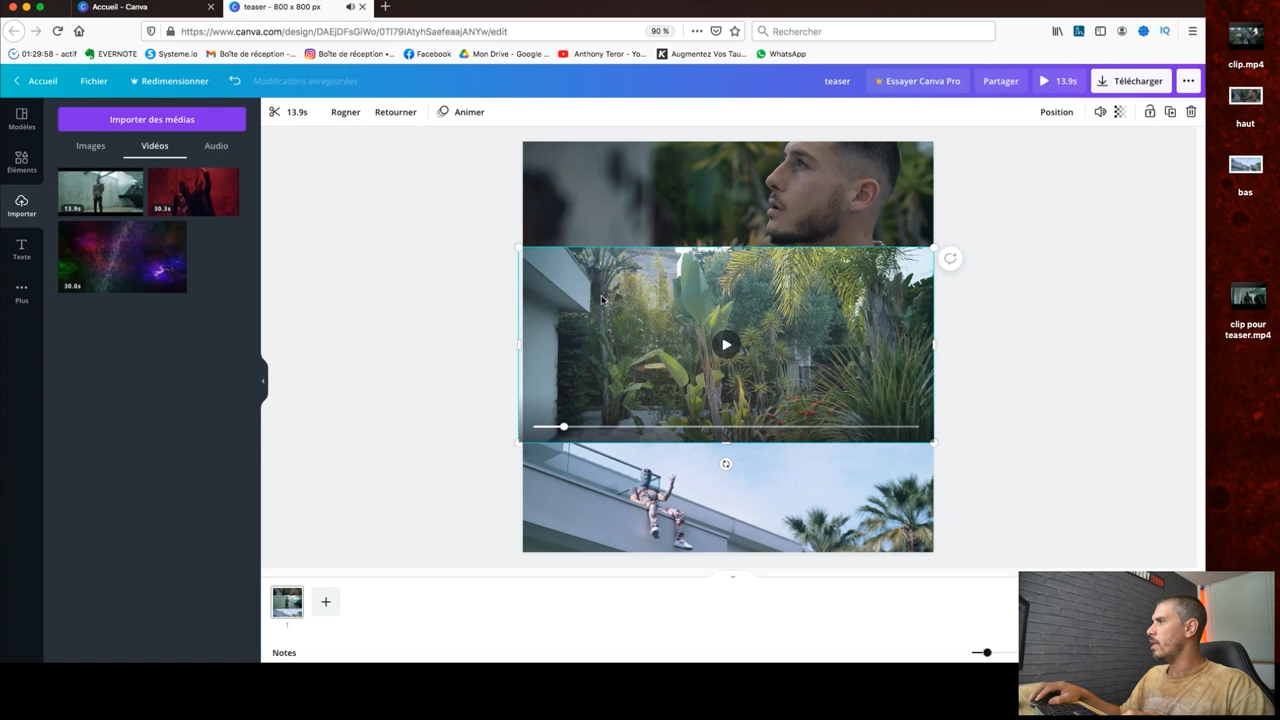 Accueil - Canva
teaser - 800 x 800 px
https://www.canva.com/design/DAEjDFsGiWo/0Tl79IAtyhSaefeaajANYw/edit
90 %
Rechercher
01:29:58 - actif
EVERNOTE
Systeme.io
Boîte de réception -...
Boîte de réception -...
Facebook
Mon Drive - Google ...
Anthony Teror - Yo...
Augmentez Vos Tau...
WhatsApp
Accueil
Fichier
Redimensionner
Modifications enregistrées
teaser
Essayer Canva Pro
Partager
13.9s
Télécharger
Modèles
Éléments
Importer
Texte
Plus
Importer des médias
Images
Vidéos
Audio
13.9s
30.3s
30.0s
13.9s
Rogner
Retourner
Animer
Position
1
Notes
clip.mp4
haut
bas
clip pour
teaser.mp4